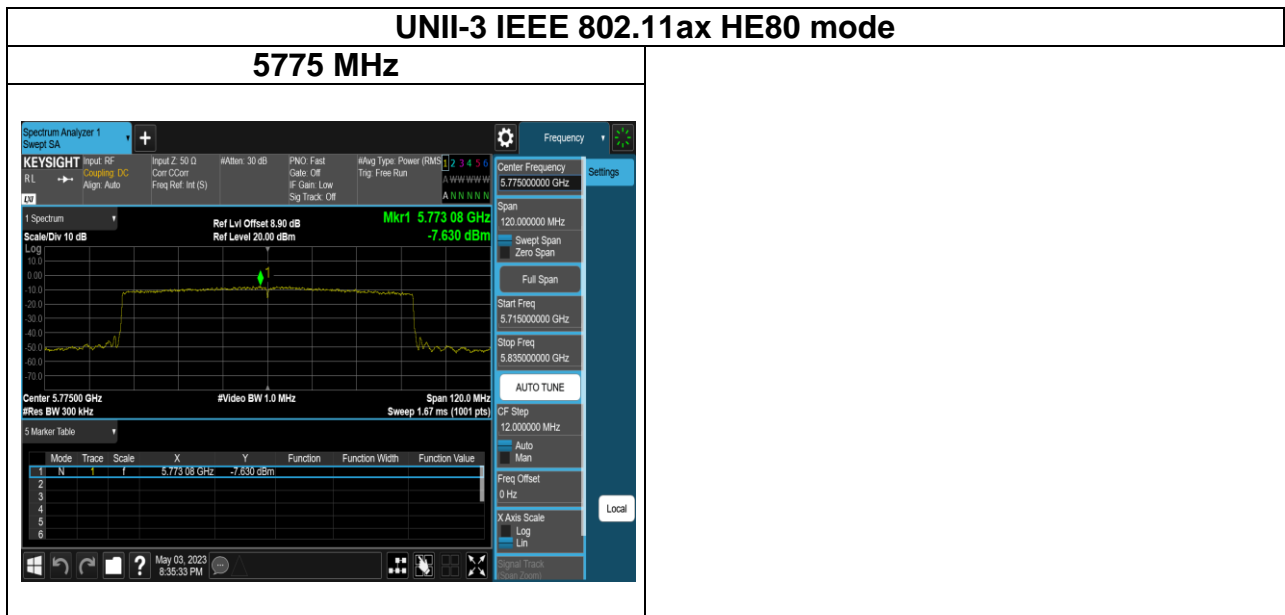 UNII-3 IEEE 802.11ax HE80 mode
5775 MHz
Spectrum Analyzer 1
Swept SA
+
Frequency
KEYSIGHT
RL
LXI
Input: RF
Coupling: DC
Align: Auto
Input Z: 50 Ω
Corr CCorr
Freq Ref: Int (S)
#Atten: 30 dB
PNO: Fast
Gate: Off
IF Gain: Low
Sig Track: Off
#Avg Type: Power (RMS
Trig: Free Run
1 2 3 4 5 6
A W W W W W
A N N N N N
1 Spectrum
Scale/Div 10 dB
Ref Lvl Offset 8.90 dB
Ref Level 20.00 dBm
Mkr1 5.773 08 GHz
-7.630 dBm
Log
10.0
0.00
-10.0
-20.0
-30.0
-40.0
-50.0
-60.0
-70.0
1
Center 5.77500 GHz
#Res BW 300 kHz
#Video BW 1.0 MHz
Span 120.0 MHz
Sweep 1.67 ms (1001 pts)
5 Marker Table
Mode Trace Scale X Y Function Function Width Function Value
1 N 1 f 5.773 08 GHz -7.630 dBm
2
3
4
5
6
Center Frequency
5.775000000 GHz
Settings
Span
120.000000 MHz
Swept Span
Zero Span
Full Span
Start Freq
5.715000000 GHz
Stop Freq
5.835000000 GHz
AUTO TUNE
CF Step
12.000000 MHz
Auto
Man
Freq Offset
0 Hz
X Axis Scale
Log
Lin
Local
Signal Track
(Span Zoom)
?
May 03, 2023
8:35:33 PM